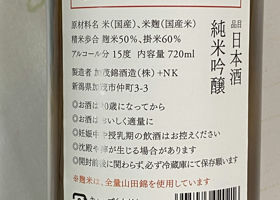 品目 日本酒
純米吟醸
原材料名 米(国産)、米麹(国産米)
精米歩合 麹米50%、掛米60%
アルコール分 15度 内容量 720ml
製造者 加茂錦酒造(株) +NK
新潟県加茂市仲町3-3
○お酒は20歳になってから
○お酒はおいしく適量に
○妊娠中や授乳期の飲酒はお控えください
○沈殿や滓が生じる場合があります
○開封前後に関わらず、必ず冷蔵庫にて保存願います
※麹米は、全量山田錦を使用しています